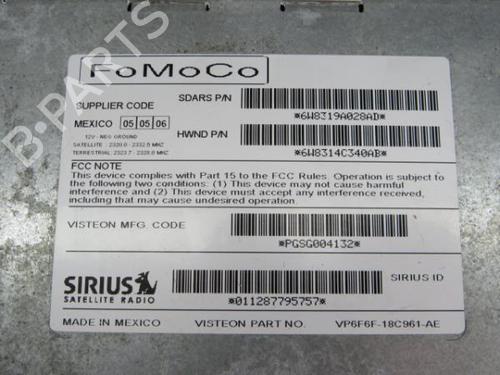 FoMoCo
SUPPLIER CODE
SDARS P/N
*6W8319A028AD*
MEXICO 05 05 06
12V - NEG GROUND
SATELLITE : 2320.0 - 2332.5 MHZ
TERRESTRIAL : 2323.7 - 2328.8 MHZ
HWND P/N
*6W8314C340AB*
FCC NOTE
This device complies with Part 15 to the FCC Rules. Operation is subject to
the following two conditions: (1) This device may not cause harmful
interference and (2) This device must accept any interference received,
including that may cause undesired operation.
VISTEON MFG. CODE
*PGSG004132*
SIRIUS
SATELLITE RADIO
SIRIUS ID
*011287795757*
MADE IN MEXICO VISTEON PART NO. VP6F6F-18C961-AE
B-PARTS